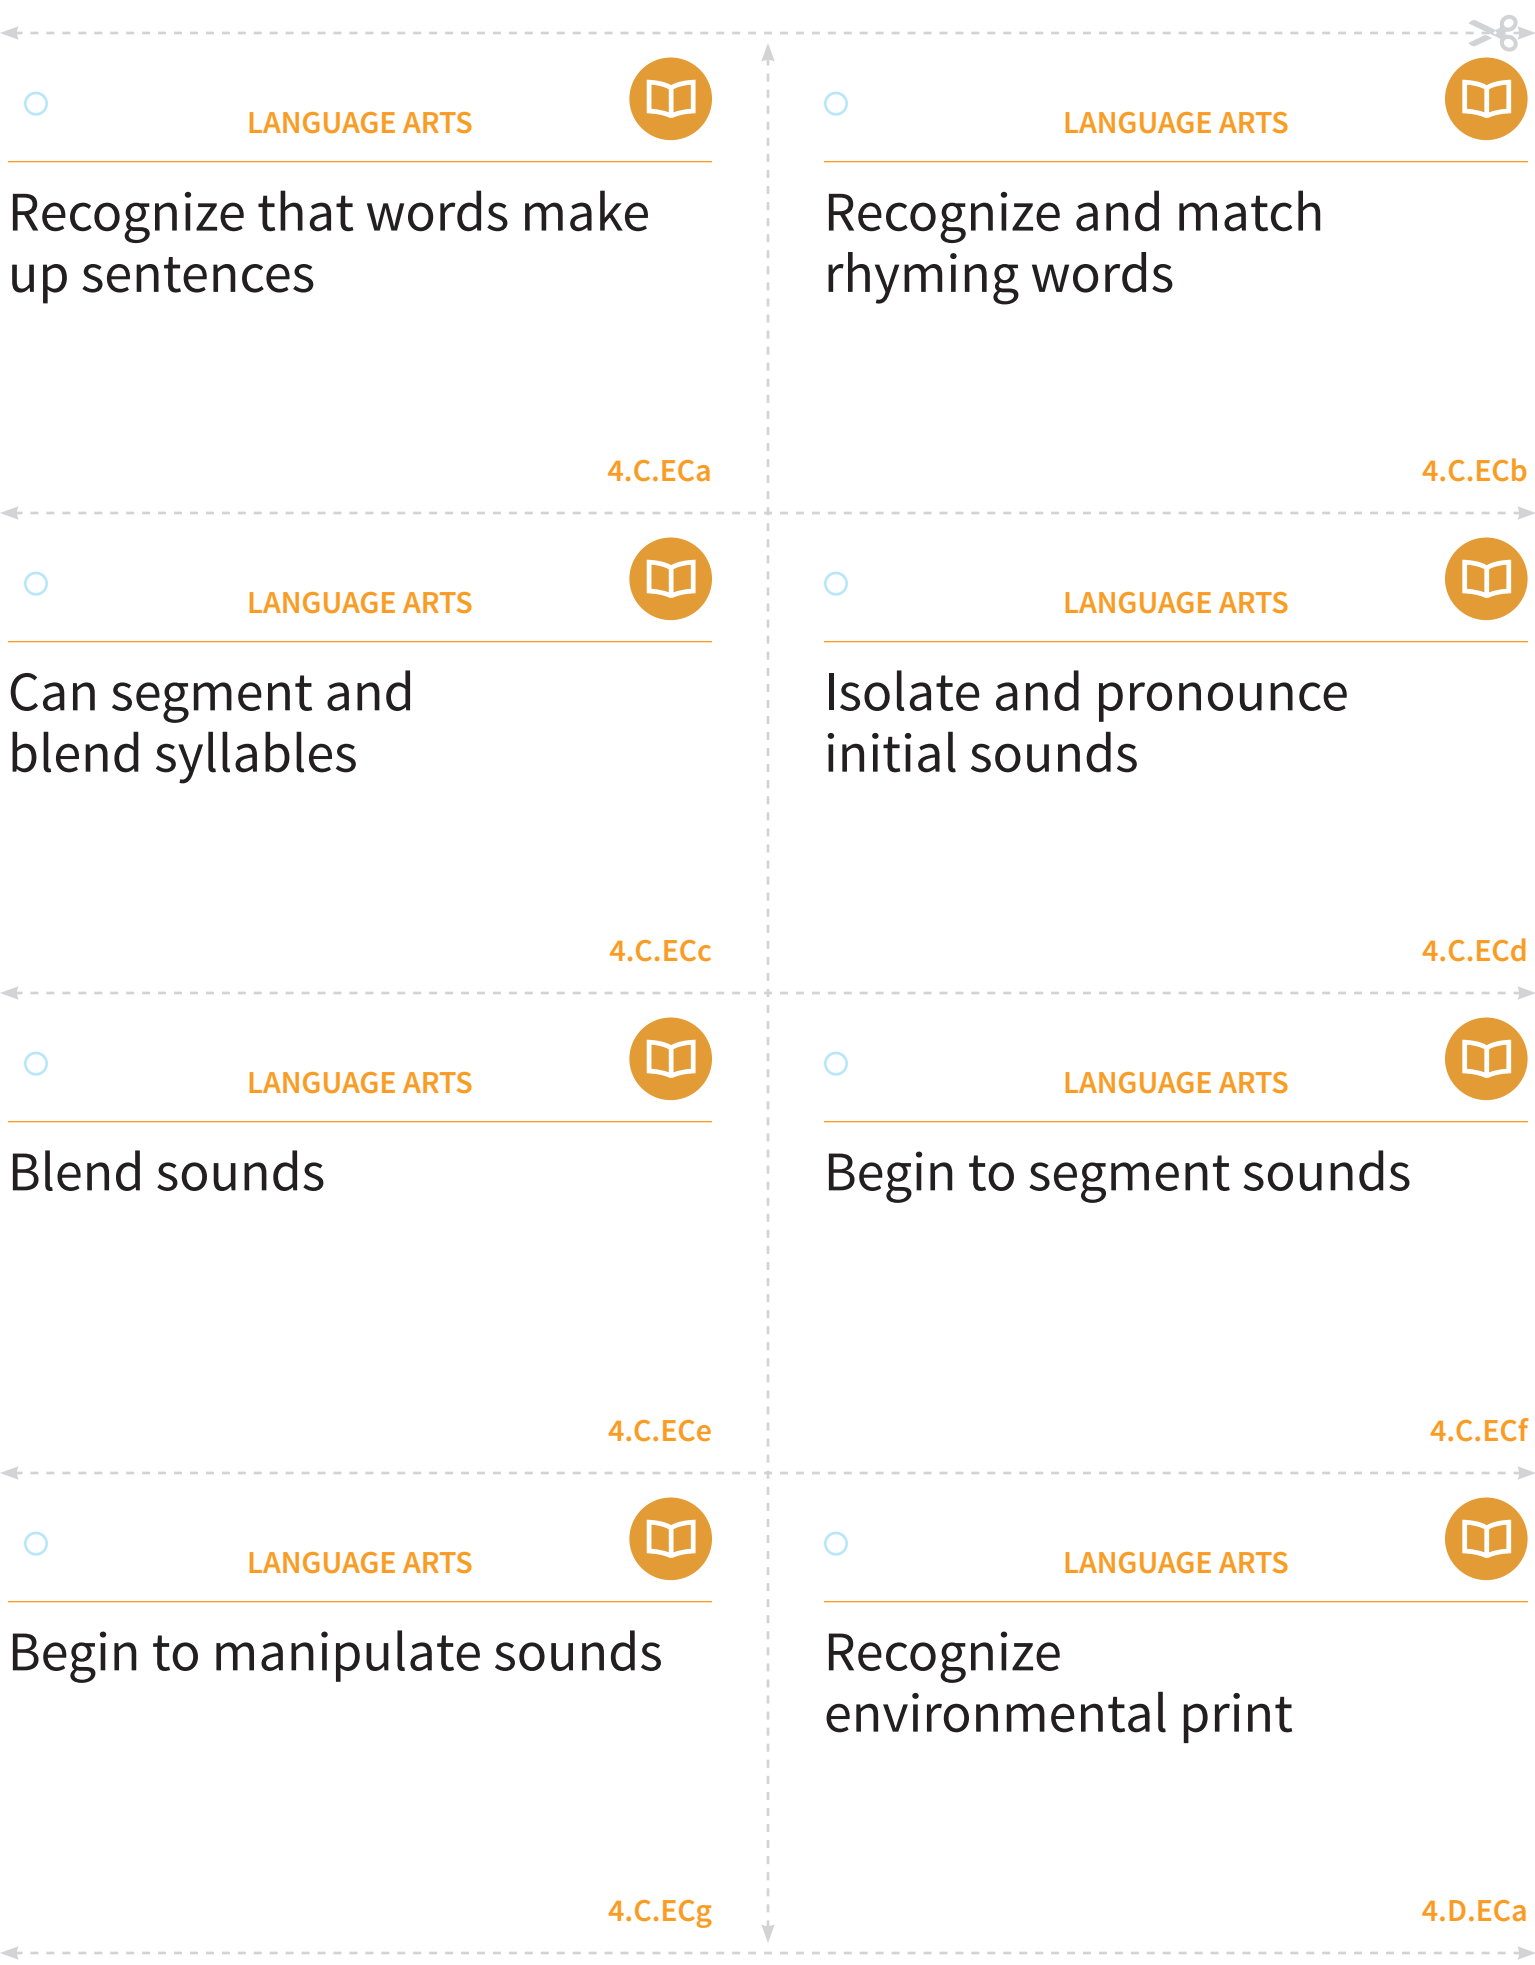 LANGUAGE ARTS
Recognize that words make
up sentences
4.C.ECa
LANGUAGE ARTS
Recognize and match
rhyming words
4.C.ECb
LANGUAGE ARTS
Can segment and
blend syllables
4.C.ECc
LANGUAGE ARTS
Isolate and pronounce
initial sounds
4.C.ECd
LANGUAGE ARTS
Blend sounds
4.C.ECe
LANGUAGE ARTS
Begin to segment sounds
4.C.ECf
LANGUAGE ARTS
Begin to manipulate sounds
4.C.ECg
LANGUAGE ARTS
Recognize
environmental print
4.D.ECa